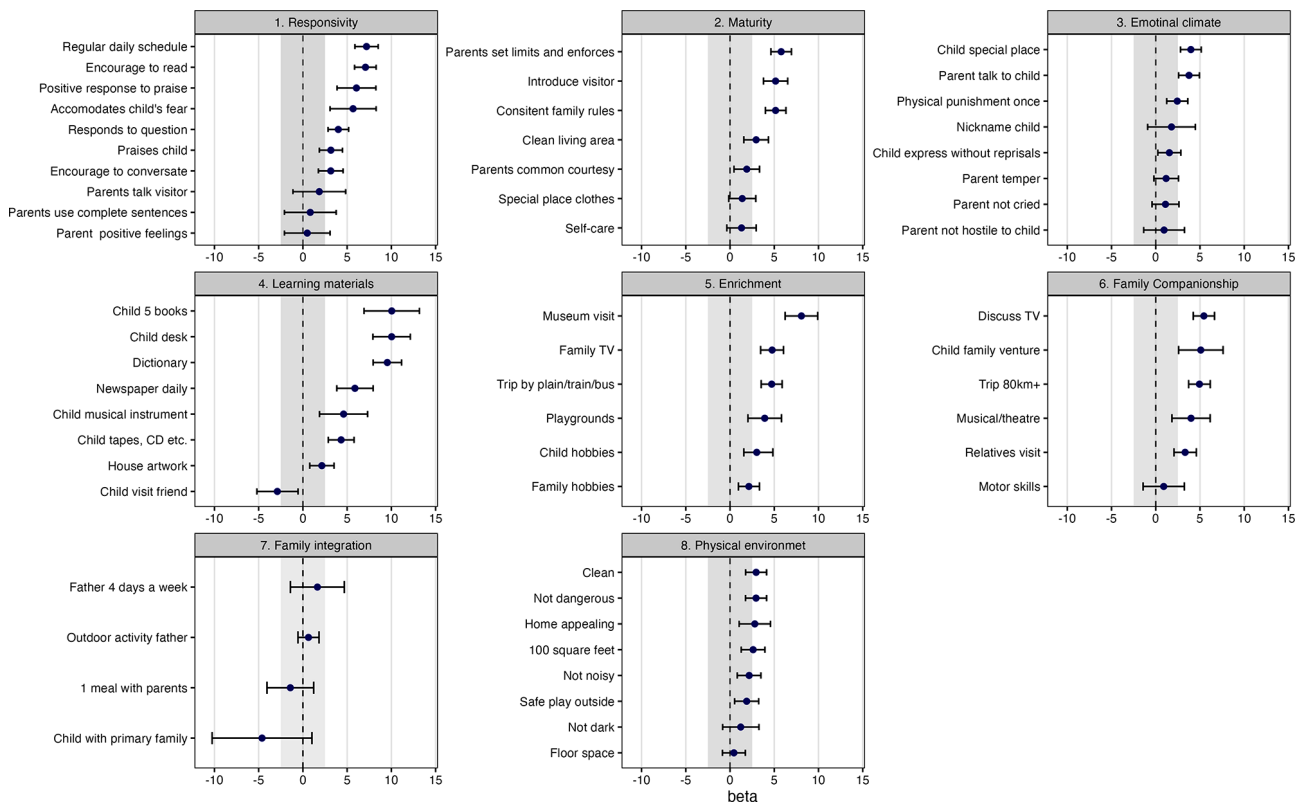 1. Responsivity
Regular daily schedule
Encourage to read
Positive response to praise
Accomodates child's fear
Responds to question
Praises child
Encourage to conversate
Parents talk visitor
Parents use complete sentences
Parent  positive feelings
-10 -5 0 5 10 15
2. Maturity
Parents set limits and enforces
Introduce visitor
Consitent family rules
Clean living area
Parents common courtesy
Special place clothes
Self-care
-10 -5 0 5 10 15
3. Emotinal climate
Child special place
Parent talk to child
Physical punishment once
Nickname child
Child express without reprisals
Parent temper
Parent not cried
Parent not hostile to child
-10 -5 0 5 10 15
4. Learning materials
Child 5 books
Child desk
Dictionary
Newspaper daily
Child musical instrument
Child tapes, CD etc.
House artwork
Child visit friend
-10 -5 0 5 10 15
5. Enrichment
Museum visit
Family TV
Trip by plain/train/bus
Playgrounds
Child hobbies
Family hobbies
-10 -5 0 5 10 15
6. Family Companionship
Discuss TV
Child family venture
Trip 80km+
Musical/theatre
Relatives visit
Motor skills
-10 -5 0 5 10 15
7. Family integration
Father 4 days a week
Outdoor activity father
1 meal with parents
Child with primary family
-10 -5 0 5 10 15
8. Physical environmet
Clean
Not dangerous
Home appealing
100 square feet
Not noisy
Safe play outside
Not dark
Floor space
-10 -5 0 5 10 15
beta